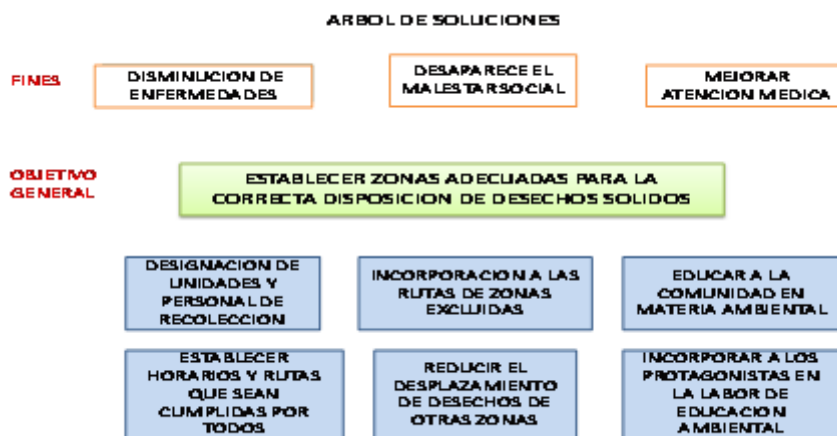 ARBOL DE SOLUCIONES
FINES
DISMINUCION DE
ENFERMEDADES
DESAPARECE EL
MALESTAR SOCIAL
MEJORAR
ATENCION MEDICA
OBJETIVO
GENERAL
ESTABLECER ZONAS ADECUADAS PARA LA
CORRECTA DISPOSICION DE DESECHOS SOLIDOS
DESIGNACION DE
UNIDADES Y
PERSONAL DE
RECOLECCION
INCORPORACION A LAS
RUTAS DE ZONAS
EXCLUIDAS
EDUCAR A LA
COMUNIDAD EN
MATERIA AMBIENTAL
ESTABLECER
HORARIOS Y RUTAS
QUE SEAN
CUMPLIDAS POR
TODOS
REDUCIR EL
DESPLAZAMIENTO
DE DESECHOS DE
OTRAS ZONAS
INCORPORAR A LOS
PROTAGONISTAS EN
LA LABOR DE
EDUCACION
AMBIENTAL